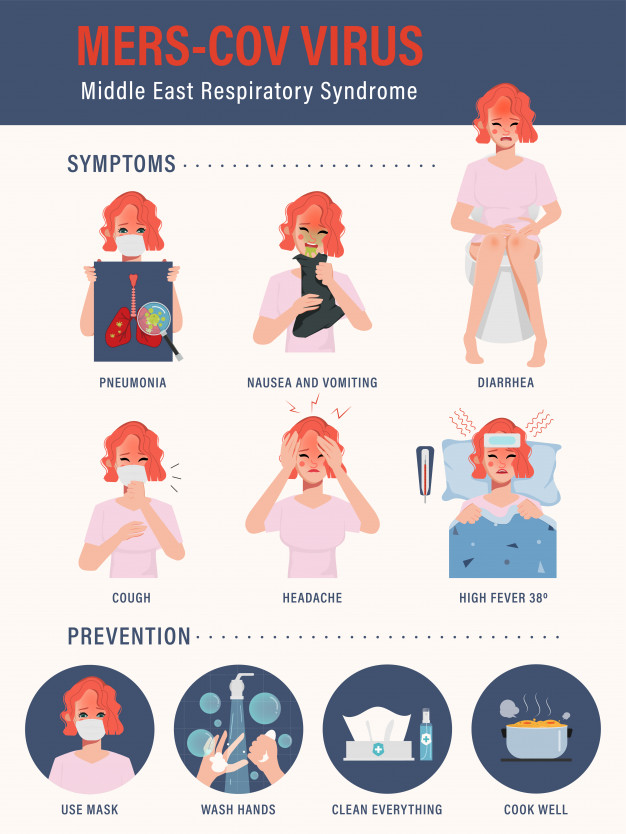 MERS-COV VIRUS
Middle East Respiratory Syndrome
SYMPTOMS
PNEUMONIA
NAUSEA AND VOMITING
DIARRHEA
COUGH
HEADACHE
HIGH FEVER 38º
PREVENTION
USE MASK
WASH HANDS
CLEAN EVERYTHING
COOK WELL